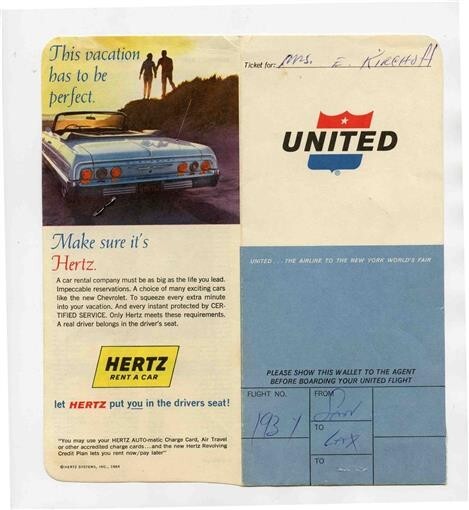 This vacation
has to be
perfect.
Make sure it's
Hertz.
A car rental company must be as big as the life you lead.
Impeccable reservations. A choice of many exciting cars
like the new Chevrolet. To squeeze every extra minute
into your vacation. And every instant protected by CER-
TIFIED SERVICE. Only Hertz meets these requirements.
A real driver belongs in the driver's seat.
HERTZ
RENT A CAR
let HERTZ put you in the drivers seat!
"You may use your HERTZ AUTO-matic Charge Card, Air Travel
or other accredited charge cards...and the new Hertz Revolving
Credit Plan lets you rent now/pay later"
©HERTZ SYSTEMS, INC., 1964
Ticket for: MRS. E. KIRCHOFF
UNITED
®
UNITED...THE AIRLINE TO THE NEW YORK WORLD'S FAIR
PLEASE SHOW THIS WALLET TO THE AGENT
BEFORE BOARDING YOUR UNITED FLIGHT
FLIGHT NO.
193 Y
FROM
TO
LAX
TO